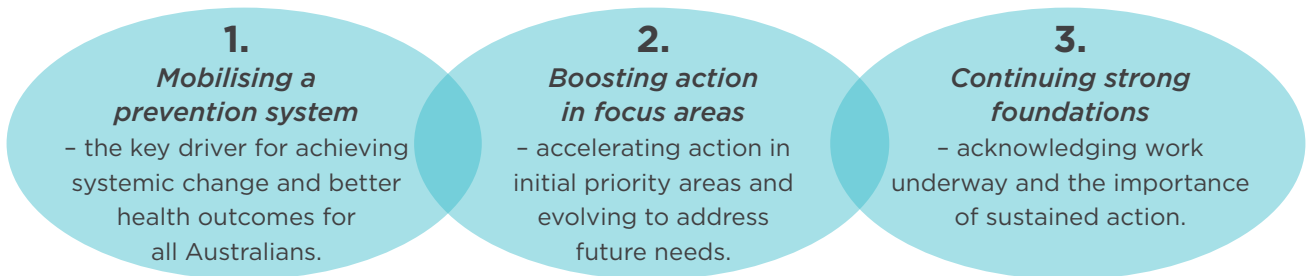 1.
Mobilising a
prevention system
– the key driver for achieving
systemic change and better
health outcomes for
all Australians.
2.
Boosting action
in focus areas
– accelerating action in
initial priority areas and
evolving to address
future needs.
3.
Continuing strong
foundations
– acknowledging work
underway and the importance
of sustained action.